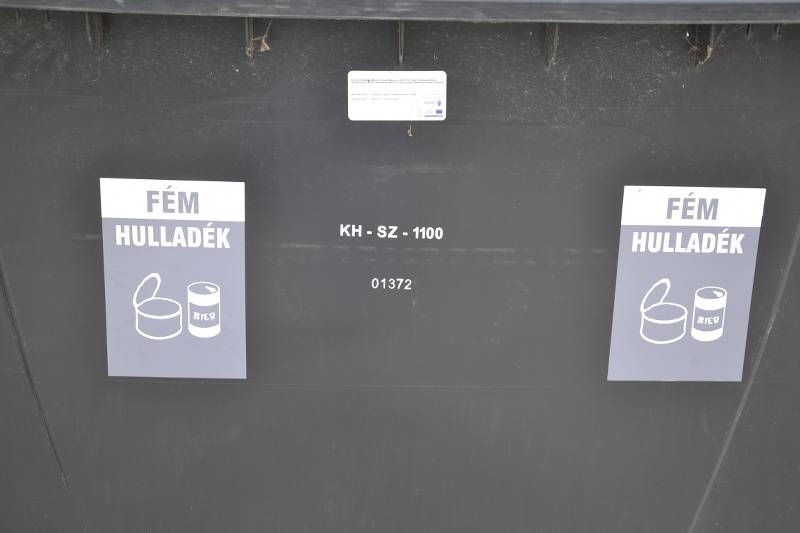 FÉM
HULLADÉK
BIER
KH - SZ - 1100
01372
FÉM
HULLADÉK
BIER